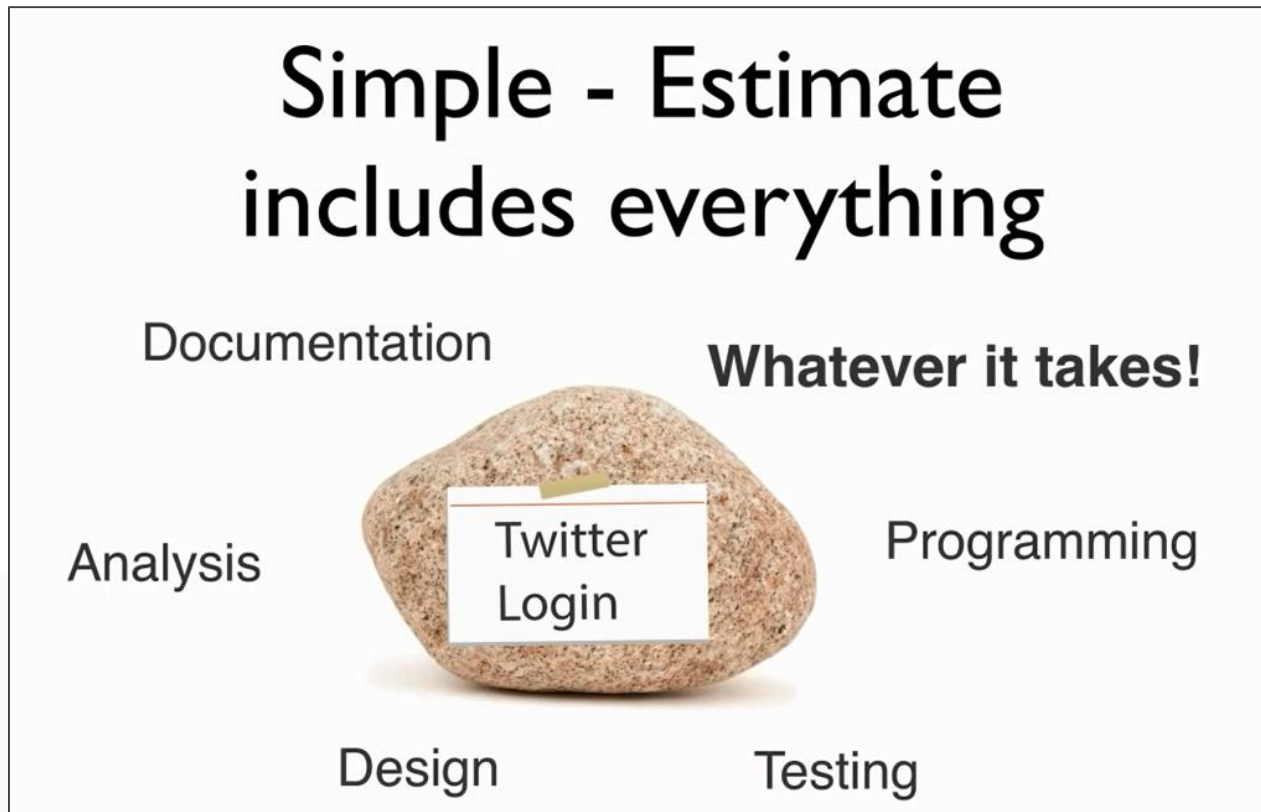 Simple - Estimate
includes everything
Documentation
Whatever it takes!
Analysis
Twitter
Login
Programming
Design
Testing